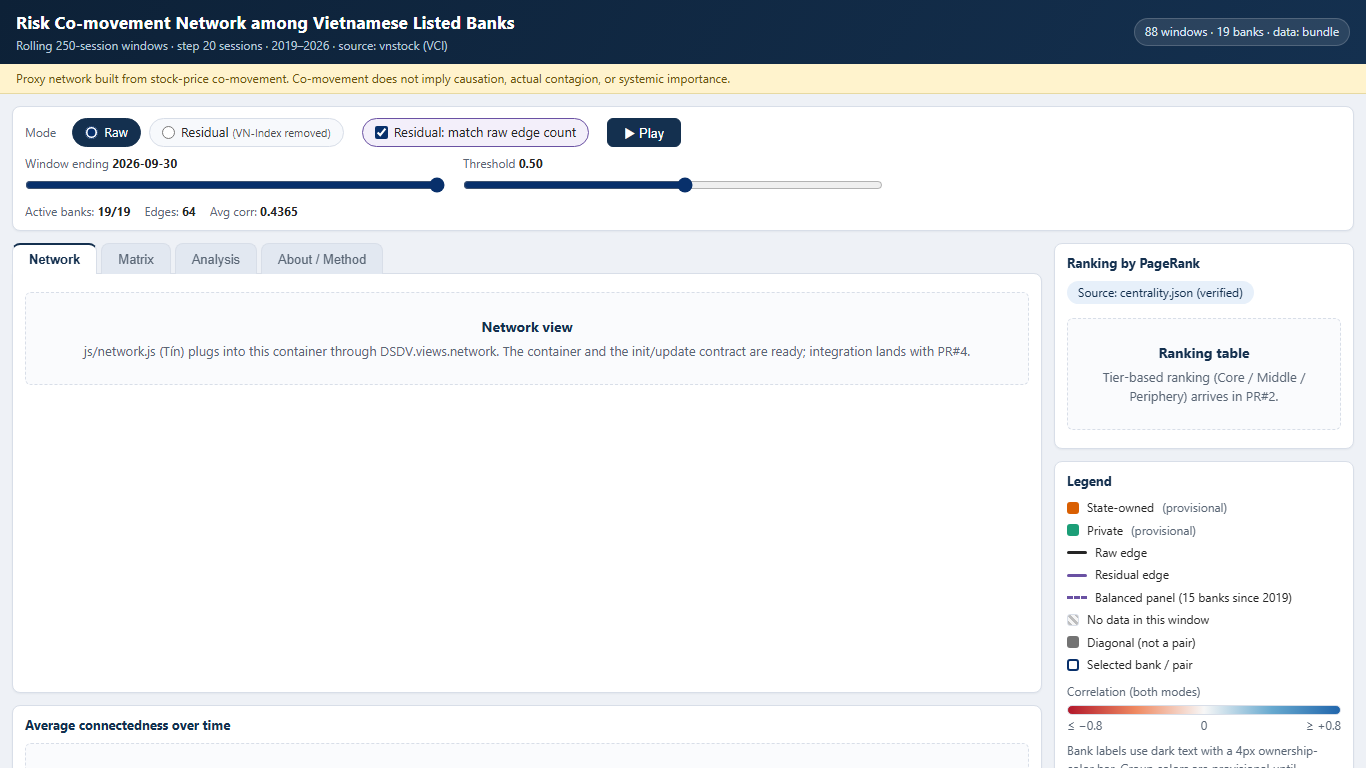 Risk Co-movement Network among Vietnamese Listed Banks
Rolling 250-session windows · step 20 sessions · 2019–2026 · source: vnstock (VCI)
88 windows · 19 banks · data: bundle
Proxy network built from stock-price co-movement. Co-movement does not imply causation, actual contagion, or systemic importance.
Mode
Raw
Residual (VN-Index removed)
Residual: match raw edge count
▶ Play
Window ending 2026-09-30
Threshold 0.50
Active banks: 19/19 Edges: 64 Avg corr: 0.4365
Network
Matrix
Analysis
About / Method
Network view
js/network.js (Tín) plugs into this container through DSDV.views.network. The container and the init/update contract are ready; integration lands with PR#4.
Average connectedness over time
Ranking by PageRank
Source: centrality.json (verified)
Ranking table
Tier-based ranking (Core / Middle /
Periphery) arrives in PR#2.
Legend
State-owned (provisional)
Private (provisional)
Raw edge
Residual edge
Balanced panel (15 banks since 2019)
No data in this window
Diagonal (not a pair)
Selected bank / pair
Correlation (both modes)
≤ −0.8 0 ≥ +0.8
Bank labels use dark text with a 4px ownership-
color bar. Group colors are provisional until